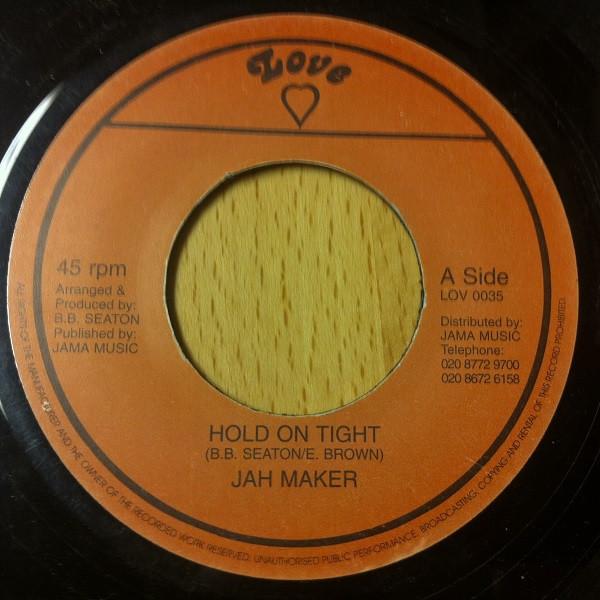 Love
45 rpm
Arranged &
Produced by:
B.B. SEATON
Published by:
JAMA MUSIC
A Side
LOV 0035
Distributed by:
JAMA MUSIC
Telephone:
020 8772 9700
020 8672 6158
HOLD ON TIGHT
(B.B. SEATON/E. BROWN)
JAH MAKER
ALL RIGHTS OF THE MANUFACTURER AND THE OWNER OF THE RECORDED WORK RESERVED. UNAUTHORISED PUBLIC PERFORMANCE, BROADCASTING, COPYING AND RENTAL OF THIS RECORD PROHIBITED.